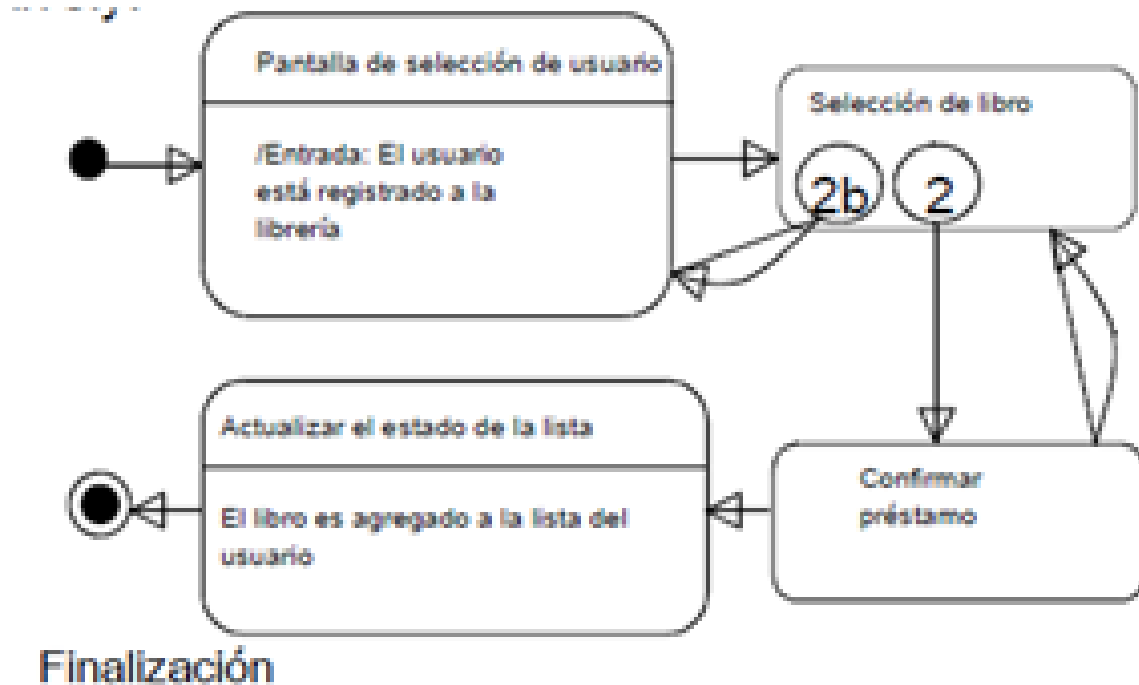 Pantalla de selección de usuario
/Entrada: El usuario
está registrado a la
librería
Selección de libro
2b
2
Actualizar el estado de la lista
El libro es agregado a la lista del
usuario
Confirmar
préstamo
Finalización